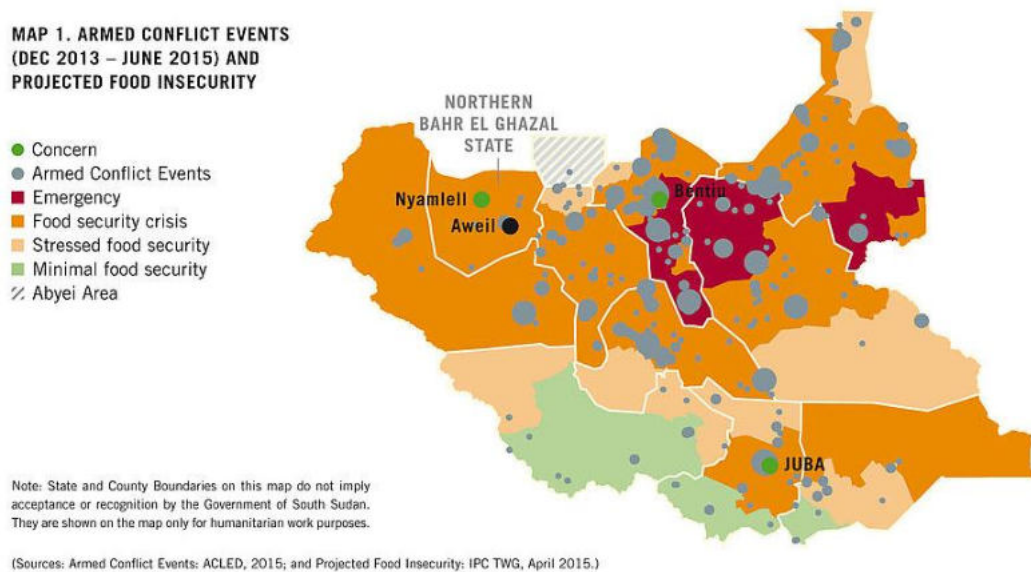 MAP 1. ARMED CONFLICT EVENTS
(DEC 2013 – JUNE 2015) AND
PROJECTED FOOD INSECURITY
Concern
Armed Conflict Events
Emergency
Food security crisis
Stressed food security
Minimal food security
Abyei Area
NORTHERN
BAHR EL GHAZAL
STATE
Nyamlell
Aweil
Bentiu
JUBA
Note: State and County Boundaries on this map do not imply
acceptance or recognition by the Government of South Sudan.
They are shown on the map only for humanitarian work purposes.
(Sources: Armed Conflict Events: ACLED, 2015; and Projected Food Insecurity: IPC TWG, April 2015.)